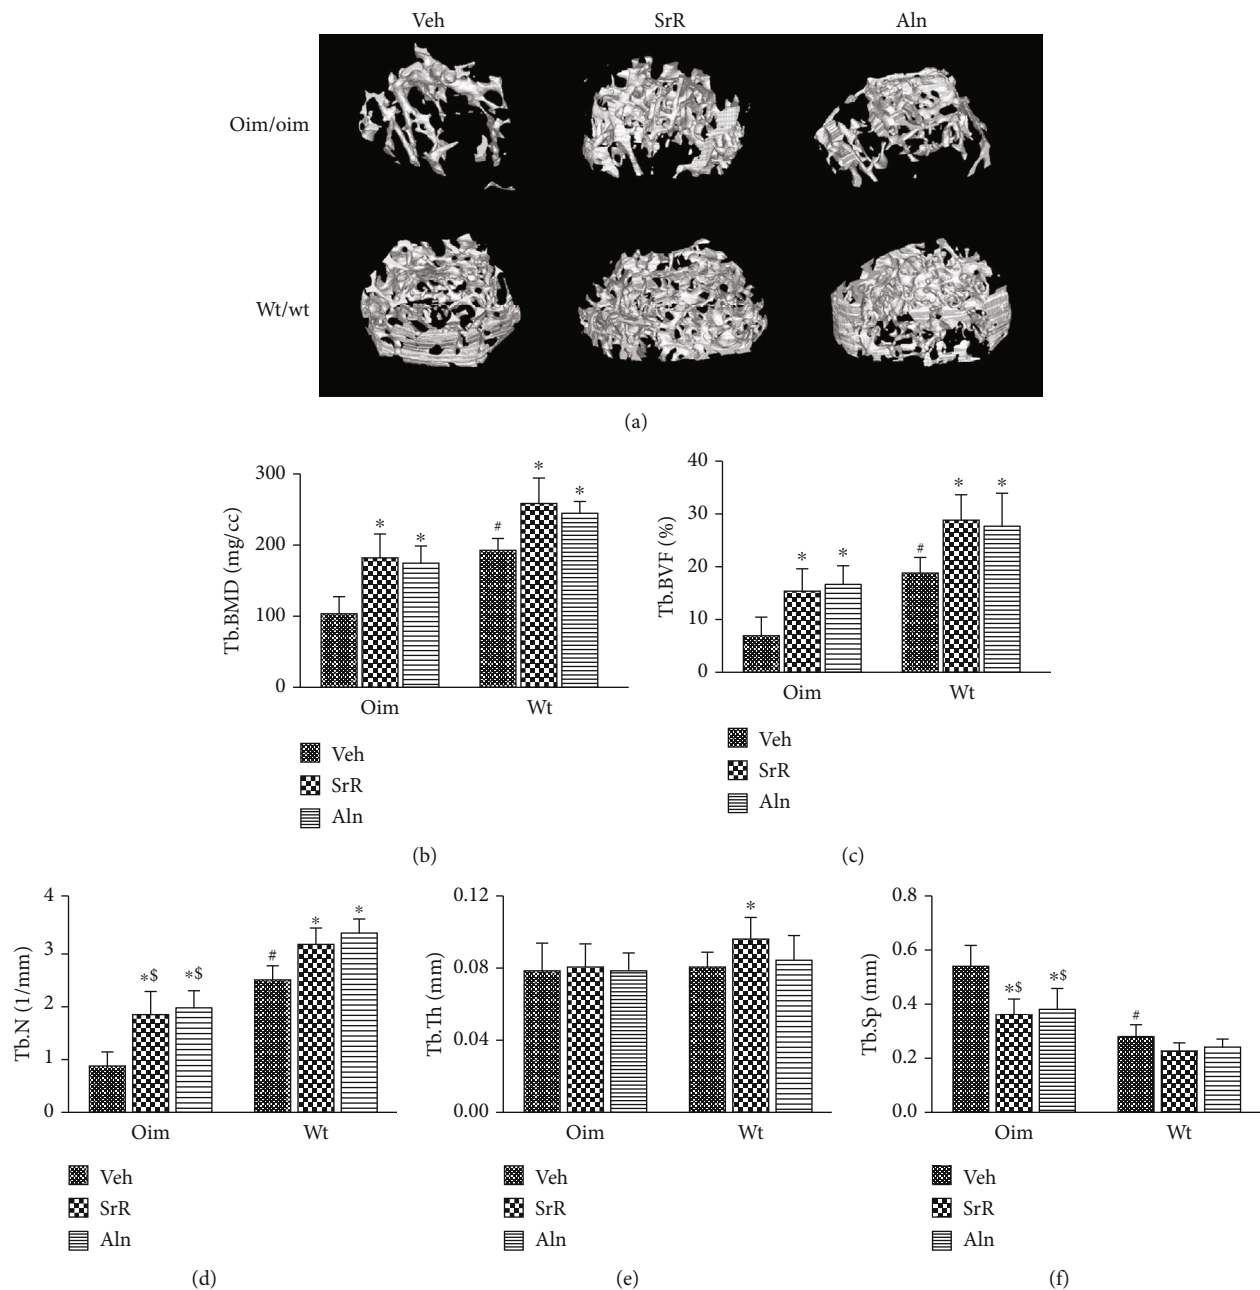 Veh SrR Aln
Oim/oim
Wt/wt
(a)
Tb.BMD (mg/cc)
300
200
100
0
* * # * *
Oim Wt
Veh
SrR
Aln
(b)
Tb.BVF (%)
40
30
20
10
0
* * # * *
Oim Wt
Veh
SrR
Aln
(c)
Tb.N (1/mm)
4
3
2
1
0
*$ *$ # * *
Oim Wt
Veh
SrR
Aln
(d)
Tb.Th (mm)
0.12
0.08
0.04
0.00
*
Oim Wt
Veh
SrR
Aln
(e)
Tb.Sp (mm)
0.8
0.6
0.4
0.2
0.0
*$ *$ #
Oim Wt
Veh
SrR
Aln
(f)